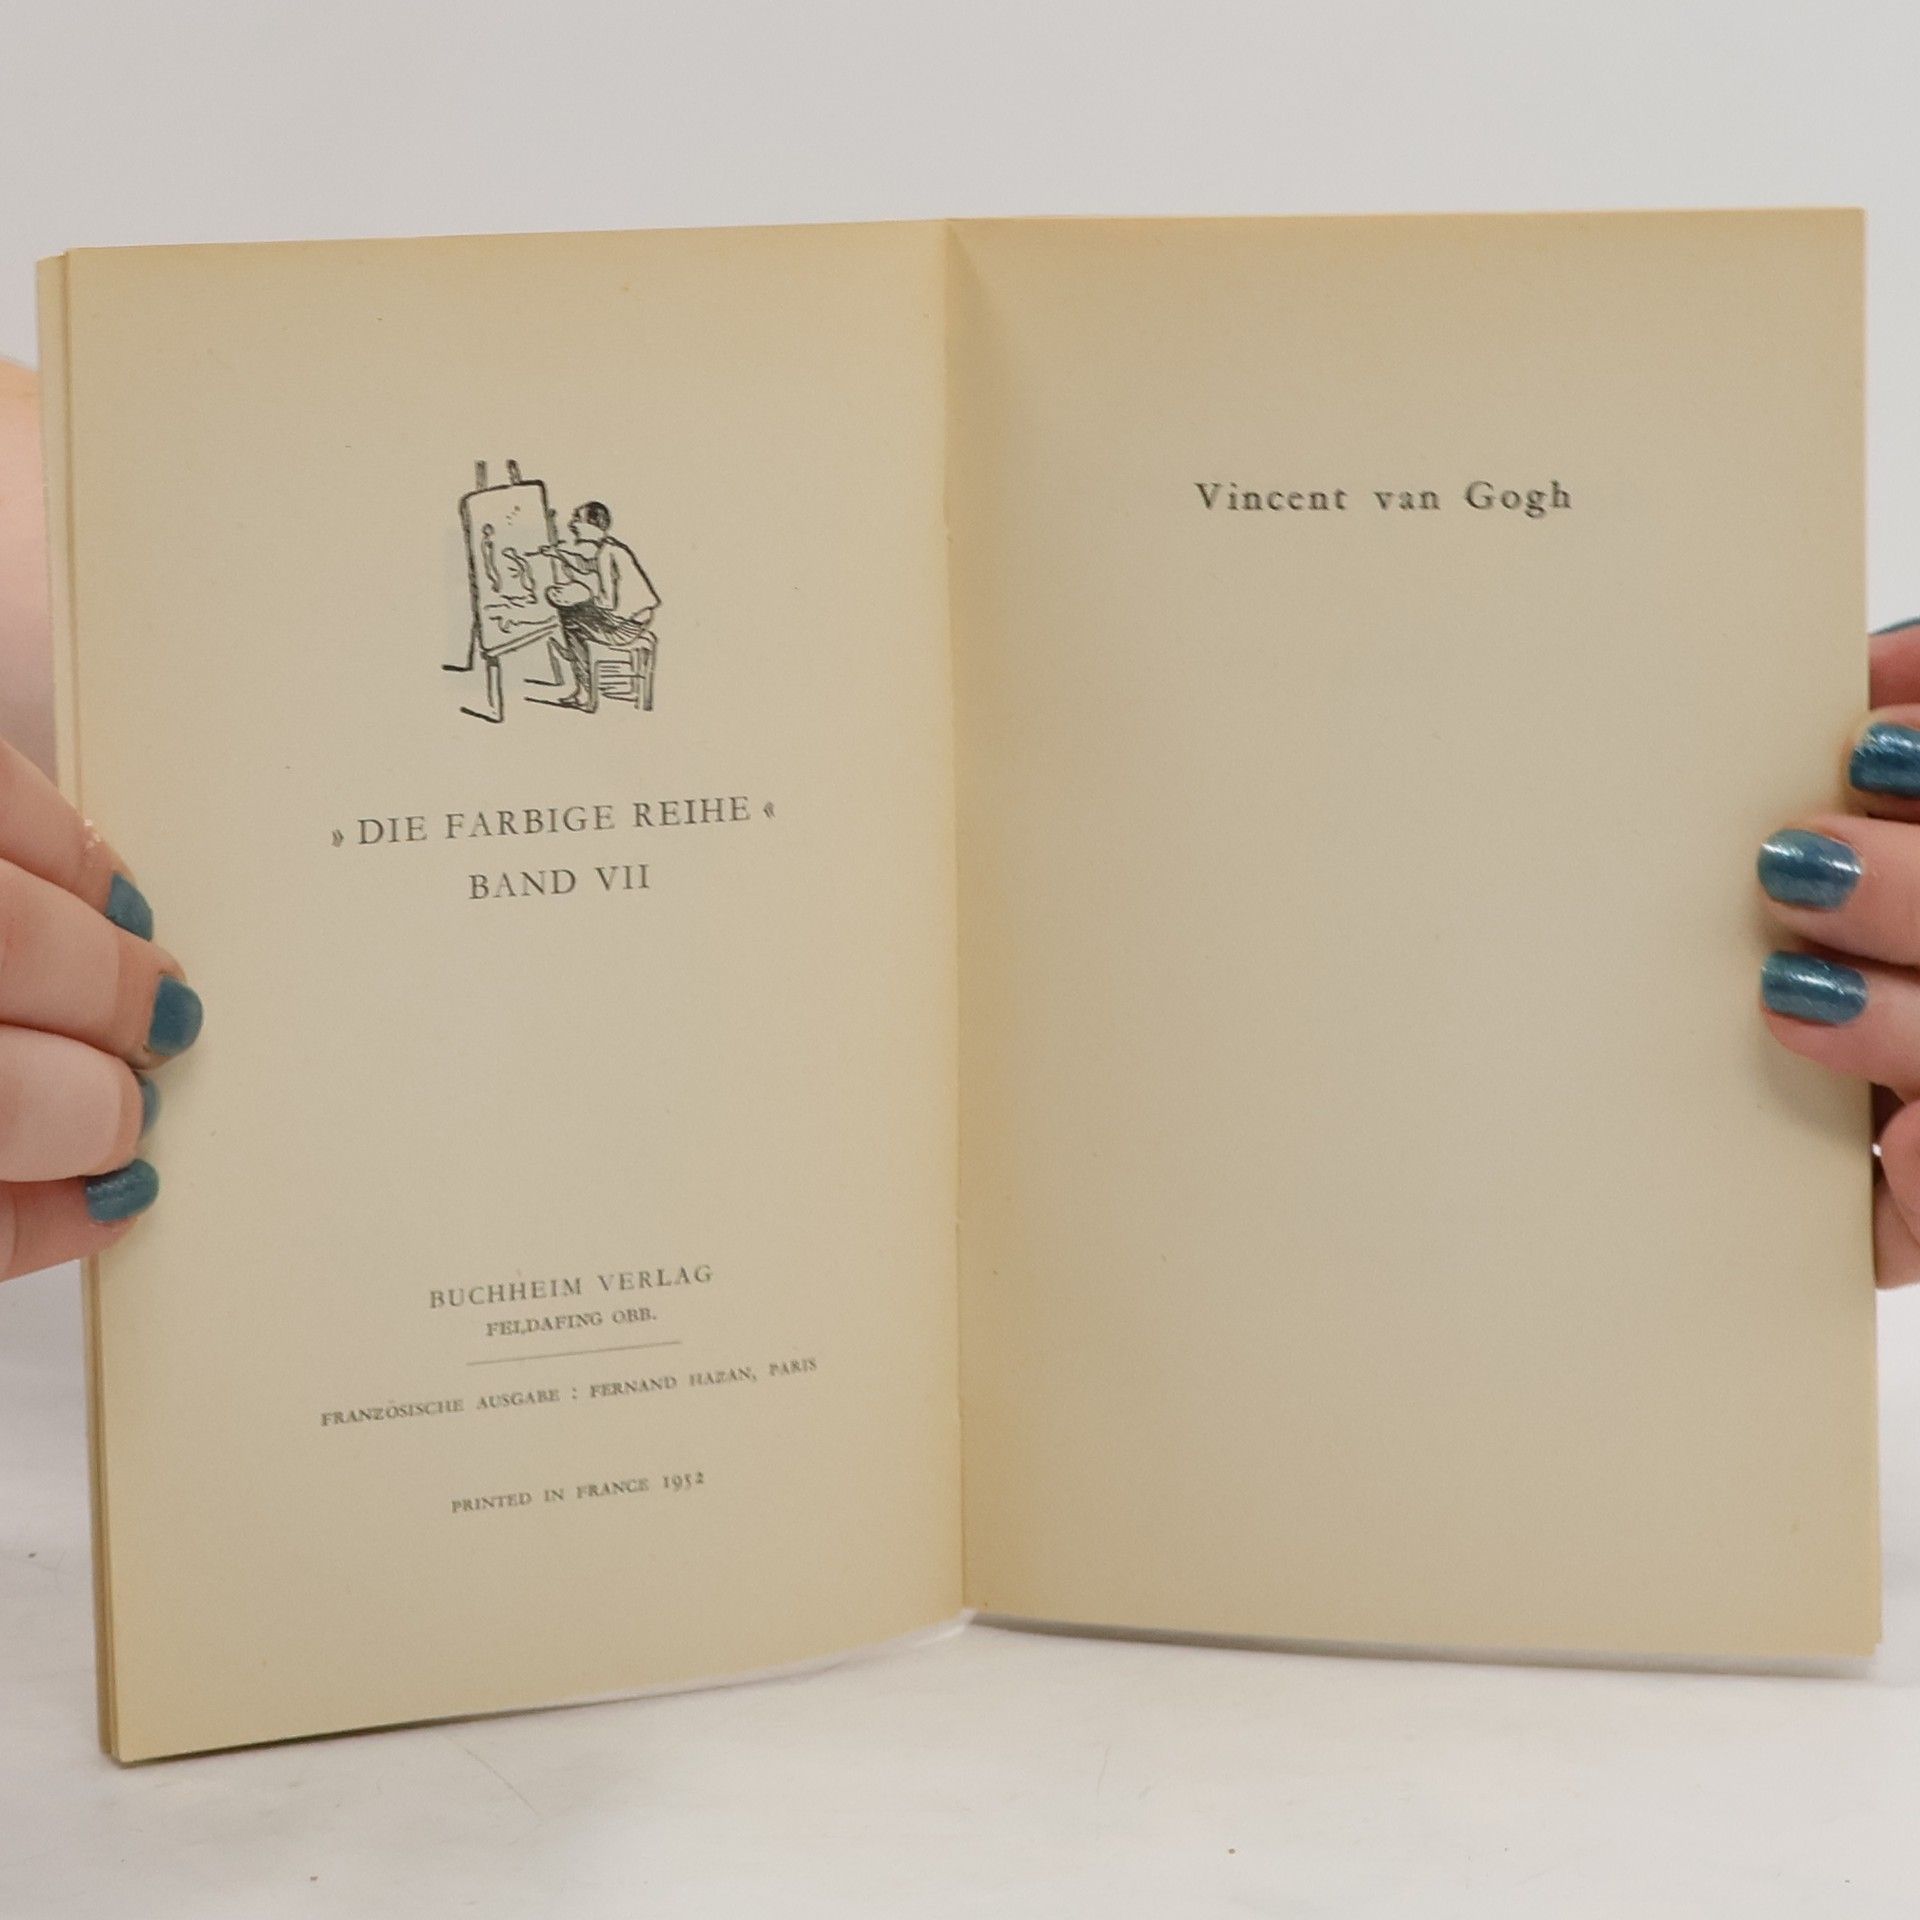 » DIE FARBIGE REIHE «
BAND VII
BUCHHEIM VERLAG
FELDAFING OBB.
FRANZÖSISCHE AUSGABE : FERNAND HAZAN, PARIS
PRINTED IN FRANCE 1952
Vincent van Gogh